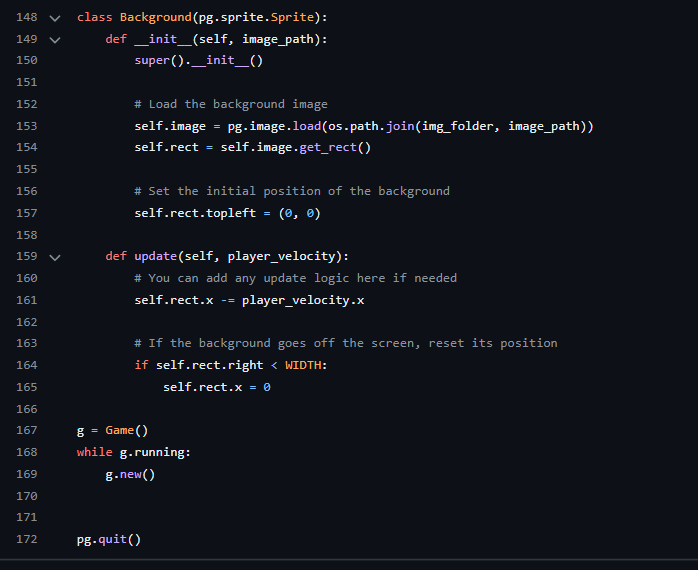 148 class Background(pg.sprite.Sprite):
149     def __init__(self, image_path):
150         super().__init__()
151
152         # Load the background image
153         self.image = pg.image.load(os.path.join(img_folder, image_path))
154         self.rect = self.image.get_rect()
155
156         # Set the initial position of the background
157         self.rect.topleft = (0, 0)
158
159     def update(self, player_velocity):
160         # You can add any update logic here if needed
161         self.rect.x -= player_velocity.x
162
163         # If the background goes off the screen, reset its position
164         if self.rect.right < WIDTH:
165             self.rect.x = 0
166
167 g = Game()
168 while g.running:
169     g.new()
170
171
172 pg.quit()